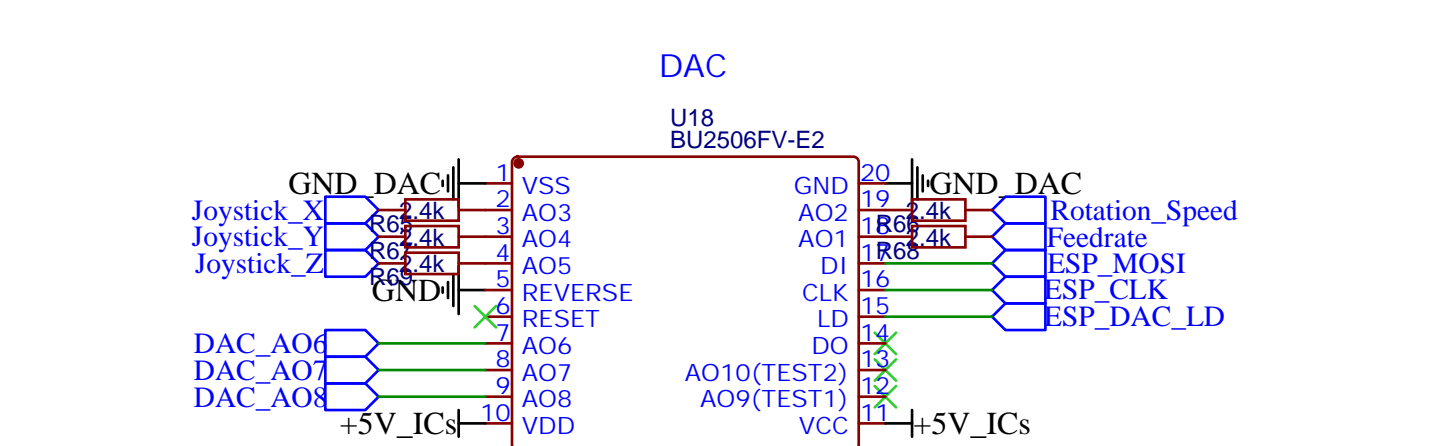 DAC
U18
BU2506FV-E2
GND_DAC 1 VSS GND 20 GND_DAC
Joystick_X 2.4k 2 AO3 AO2 19 2.4k Rotation_Speed
Joystick_Y 2.4k 3 AO4 AO1 18 2.4k Feedrate
Joystick_Z 2.4k 4 AO5 DI 17 R68 ESP_MOSI
R69
GND 5 REVERSE CLK 16 ESP_CLK
6 RESET LD 15 ESP_DAC_LD
DAC_AO6 7 AO6 DO 14
DAC_AO7 8 AO7 AO10(TEST2) 13
DAC_AO8 9 AO8 AO9(TEST1) 12
+5V_ICs 10 VDD VCC 11 +5V_ICs